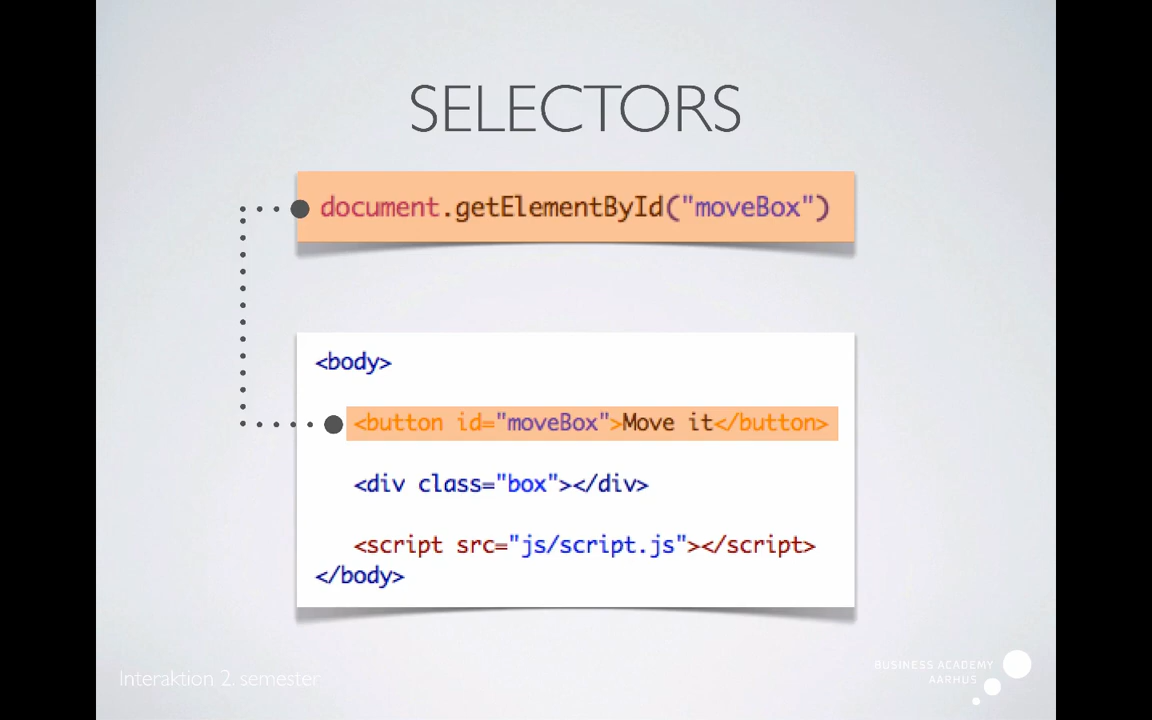 SELECTORS
document.getElementById("moveBox")
<body>
<button id="moveBox">Move it</button>
<div class="box"></div>
<script src="js/script.js"></script>
</body>
Interaktion 2. semester
BUSINESS ACADEMY
AARHUS